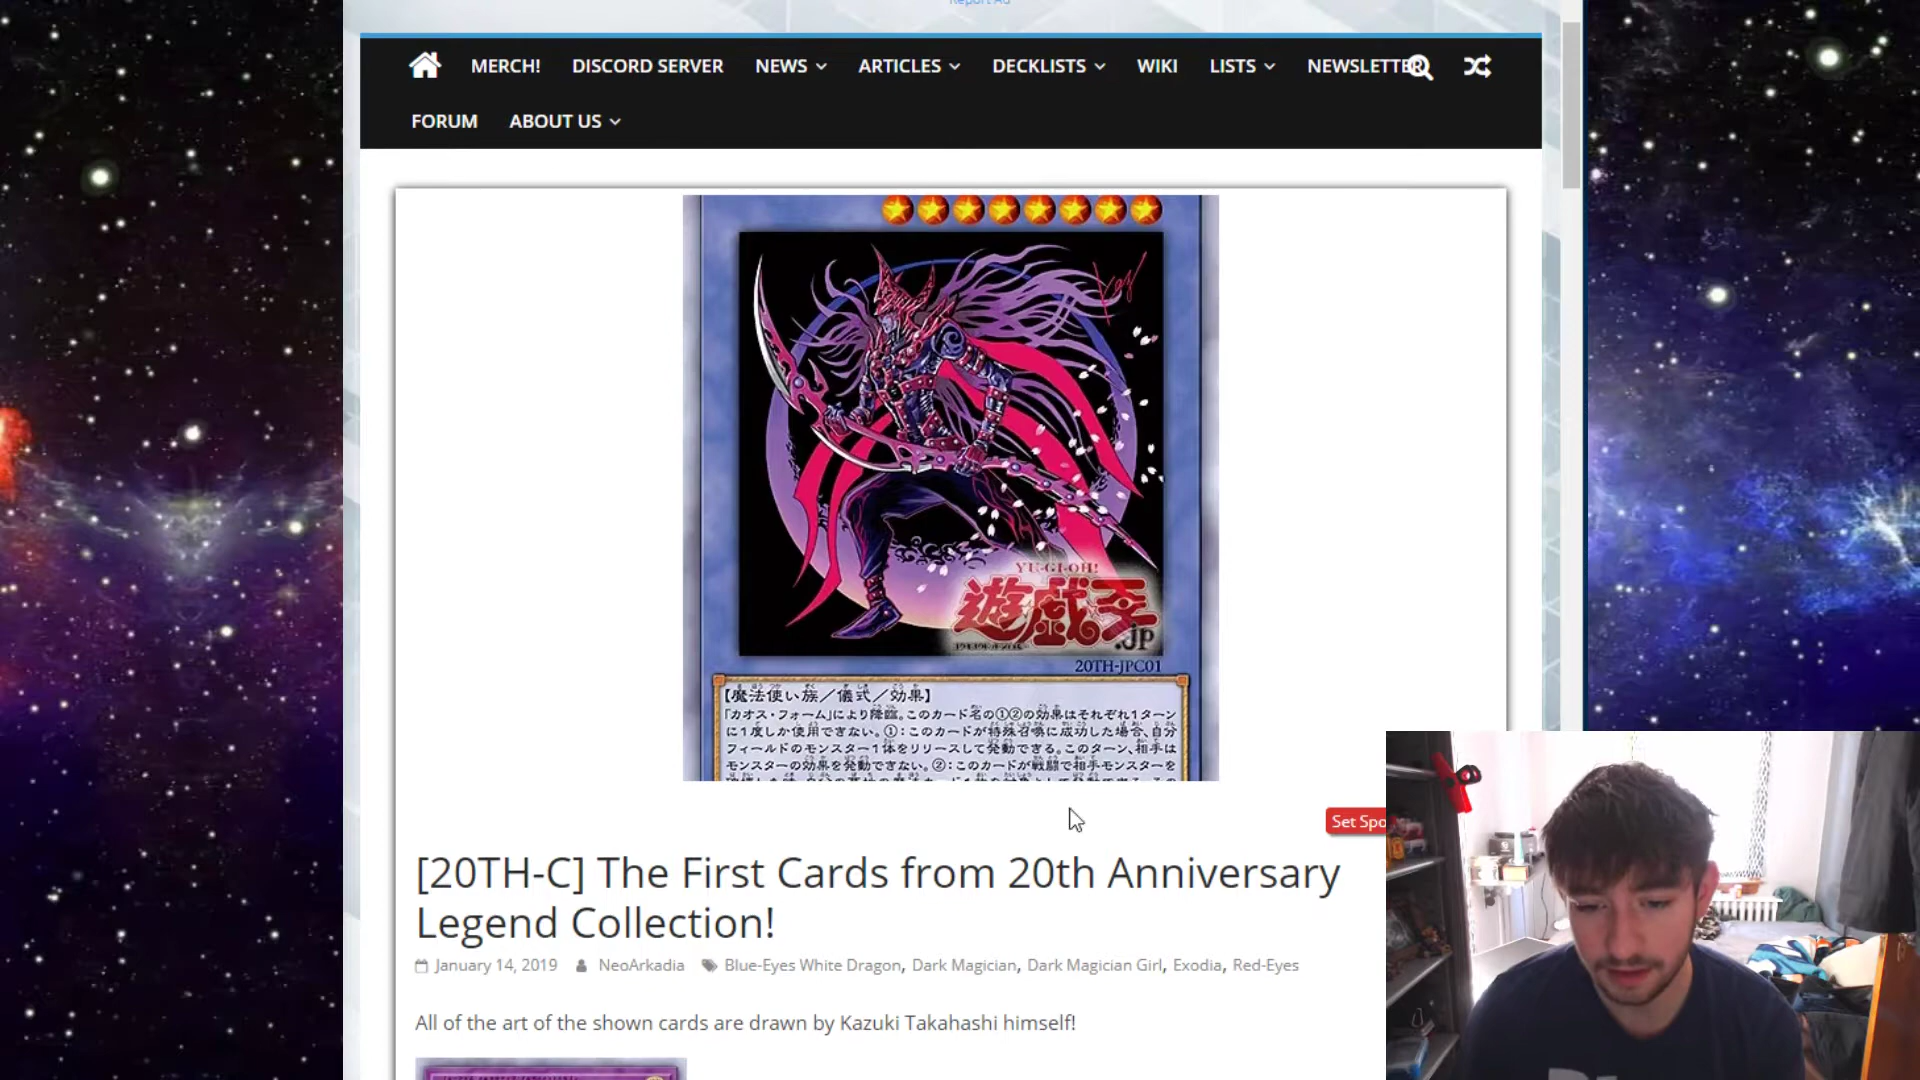 Report Ad
MERCH! DISCORD SERVER NEWS ARTICLES DECKLISTS WIKI LISTS NEWSLETTER
FORUM ABOUT US
YU-GI-OH!
遊戯王
.jp
20TH-JPC01
【魔法使い族／儀式／効果】
「カオス・フォーム」により降臨。このカード名の①②の効果はそれぞれ1ターン
に1度しか使用できない。①：このカードが特殊召喚に成功した場合、自分
フィールドのモンスター1体をリリースして発動できる。このターン、相手は
モンスターの効果を発動できない。②：このカードが戦闘で相手モンスターを
Set Spo
[20TH-C] The First Cards from 20th Anniversary
Legend Collection!
January 14, 2019 NeoArkadia Blue-Eyes White Dragon, Dark Magician, Dark Magician Girl, Exodia, Red-Eyes
All of the art of the shown cards are drawn by Kazuki Takahashi himself!